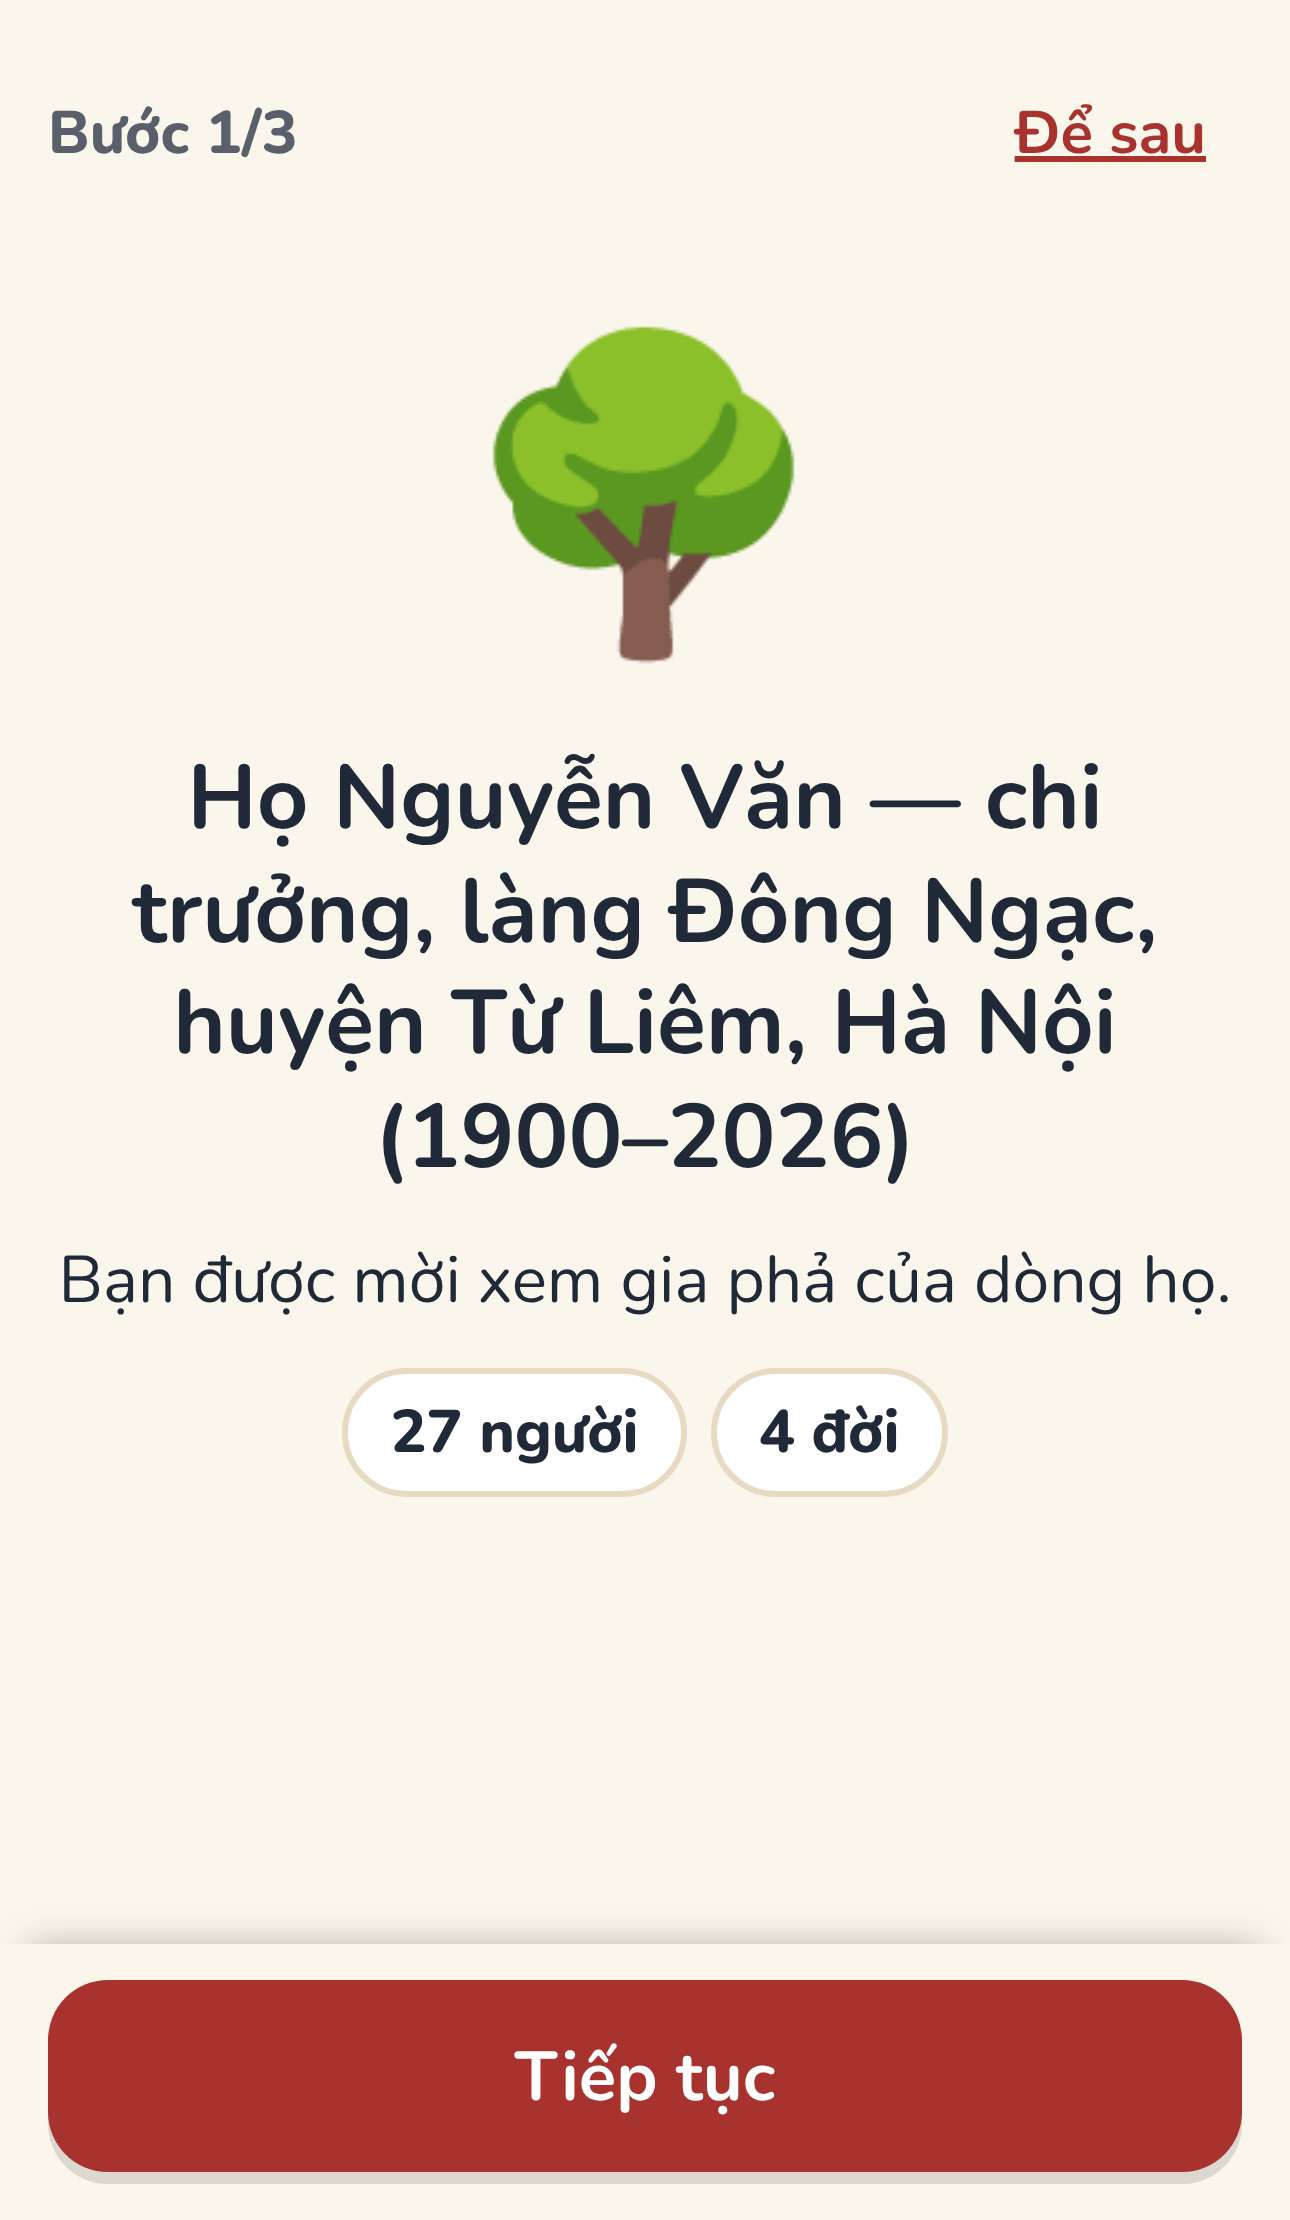 Bước 1/3
Để sau
Họ Nguyễn Văn — chi
trưởng, làng Đông Ngạc,
huyện Từ Liêm, Hà Nội
(1900–2026)
Bạn được mời xem gia phả của dòng họ.
27 người
4 đời
Tiếp tục